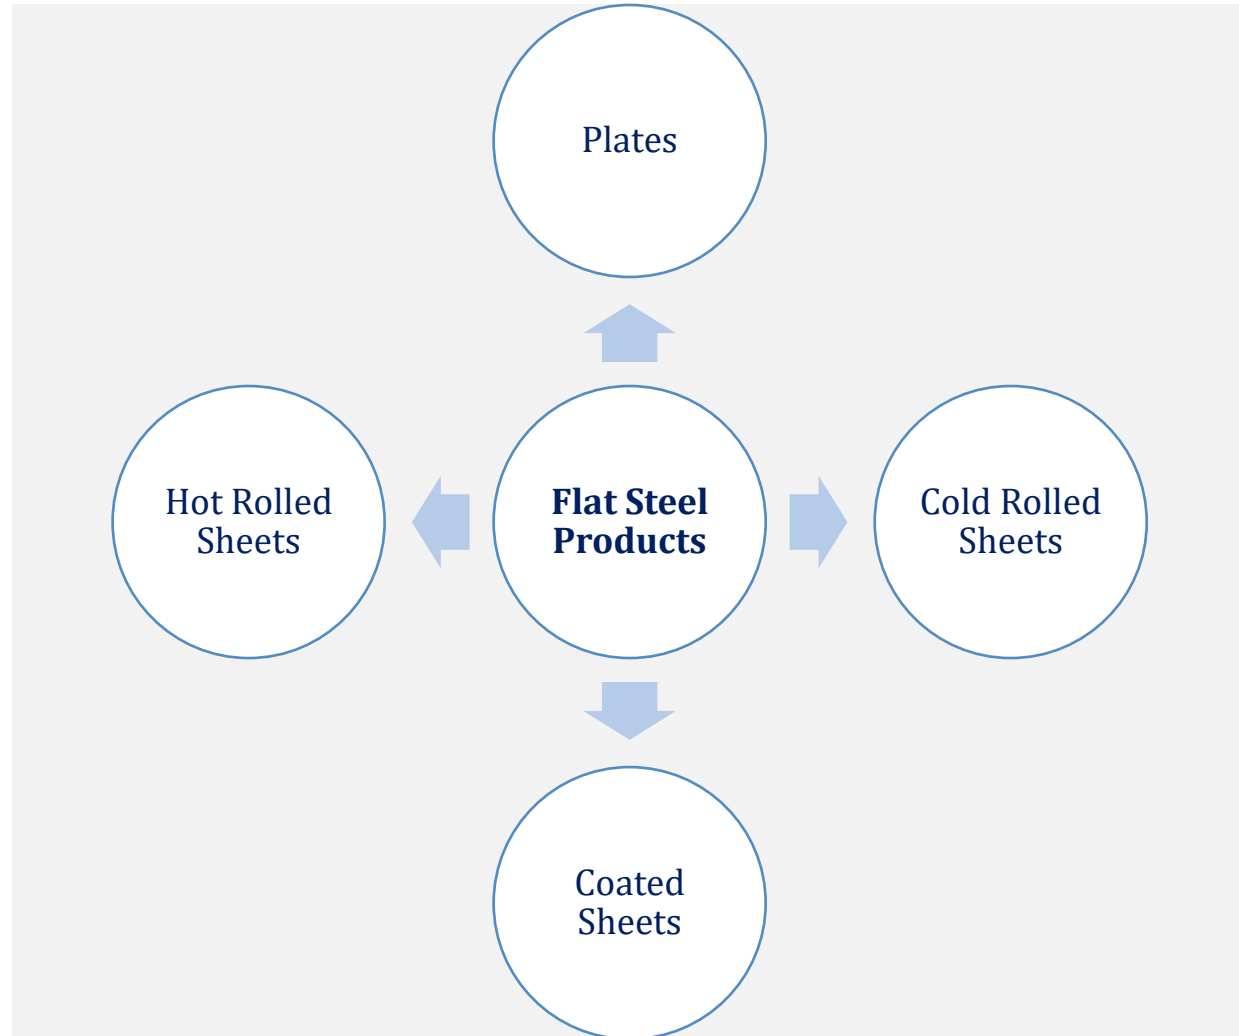 Plates
Hot Rolled
Sheets
Flat Steel
Products
Cold Rolled
Sheets
Coated
Sheets